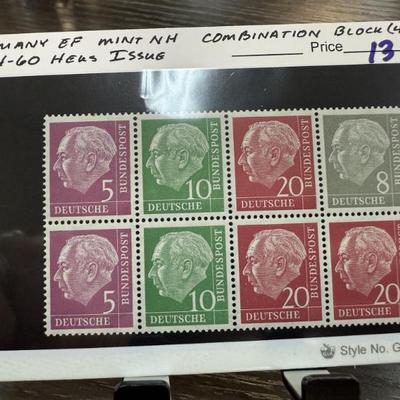 MANY EF MINT NH COMBINATION BLOCK (4
-60 HEUS ISSUE Price 13
5 BUNDESPOST 10 BUNDESPOST 20 BUNDESPOST 8 BUNDESPOST
DEUTSCHE DEUTSCHE DEUTSCHE DEUTSCHE
5 BUNDESPOST 10 BUNDESPOST 20 BUNDESPOST 20 BUNDESPOST
DEUTSCHE DEUTSCHE DEUTSCHE DEUTSCHE
Style No. G